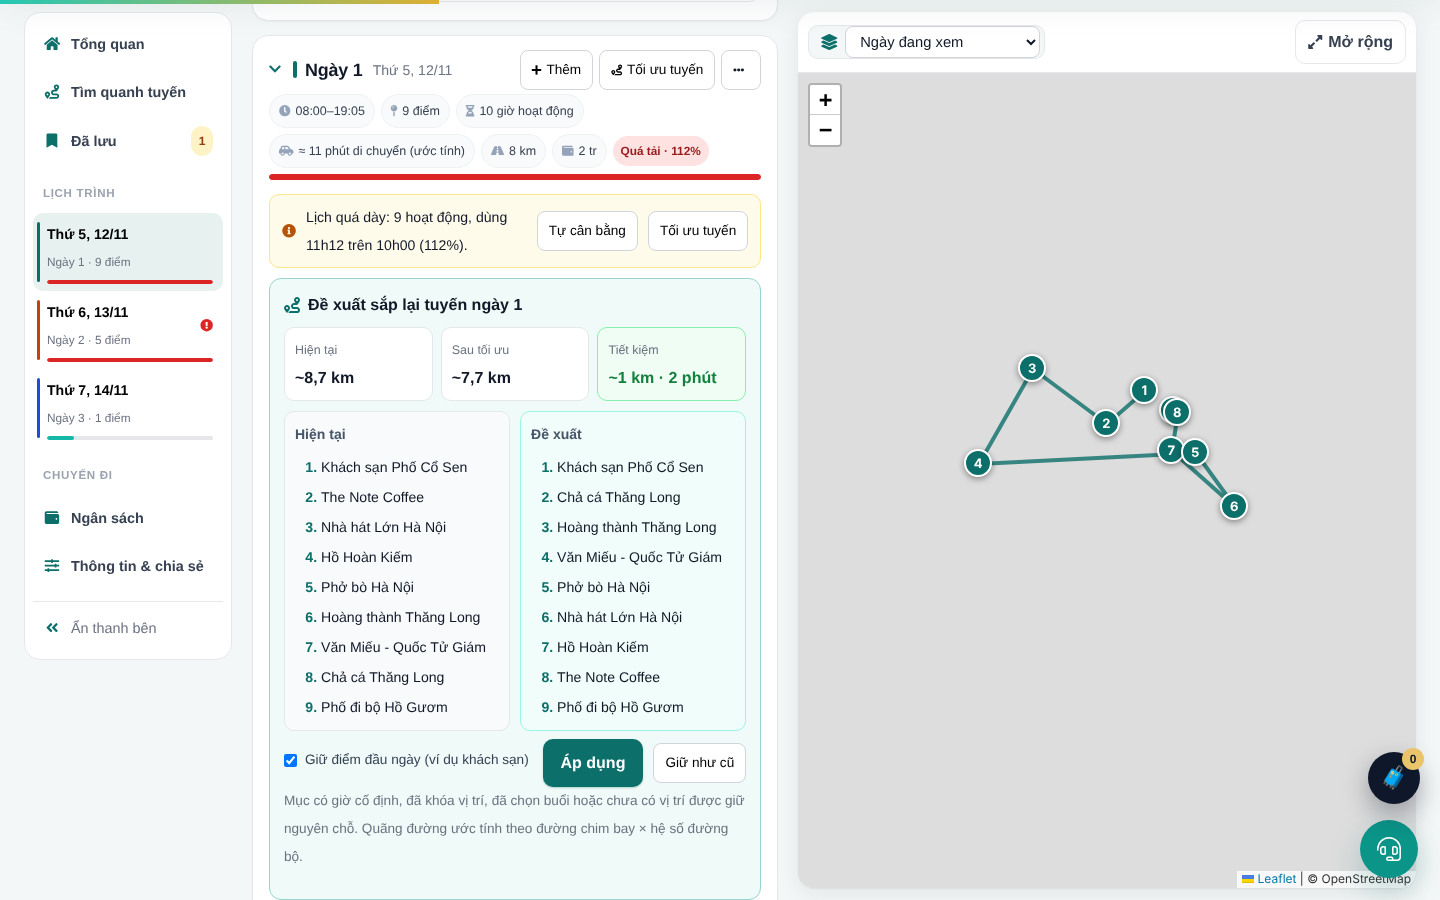 Tổng quan
Tìm quanh tuyến
Đã lưu
1
LỊCH TRÌNH
Thứ 5, 12/11
Ngày 1 · 9 điểm
Thứ 6, 13/11
Ngày 2 · 5 điểm
Thứ 7, 14/11
Ngày 3 · 1 điểm
CHUYẾN ĐI
Ngân sách
Thông tin & chia sẻ
Ẩn thanh bên
Ngày 1 Thứ 5, 12/11
Thêm
Tối ưu tuyến
08:00–19:05
9 điểm
10 giờ hoạt động
≈ 11 phút di chuyển (ước tính)
8 km
2 tr
Quá tải · 112%
Lịch quá dày: 9 hoạt động, dùng
11h12 trên 10h00 (112%).
Tự cân bằng
Tối ưu tuyến
Đề xuất sắp lại tuyến ngày 1
Hiện tại
~8,7 km
Sau tối ưu
~7,7 km
Tiết kiệm
~1 km · 2 phút
Hiện tại
1. Khách sạn Phố Cổ Sen
2. The Note Coffee
3. Nhà hát Lớn Hà Nội
4. Hồ Hoàn Kiếm
5. Phở bò Hà Nội
6. Hoàng thành Thăng Long
7. Văn Miếu - Quốc Tử Giám
8. Chả cá Thăng Long
9. Phố đi bộ Hồ Gươm
Đề xuất
1. Khách sạn Phố Cổ Sen
2. Chả cá Thăng Long
3. Hoàng thành Thăng Long
4. Văn Miếu - Quốc Tử Giám
5. Phở bò Hà Nội
6. Nhà hát Lớn Hà Nội
7. Hồ Hoàn Kiếm
8. The Note Coffee
9. Phố đi bộ Hồ Gươm
Giữ điểm đầu ngày (ví dụ khách sạn)
Áp dụng
Giữ như cũ
Mục có giờ cố định, đã khóa vị trí, đã chọn buổi hoặc chưa có vị trí được giữ
nguyên chỗ. Quãng đường ước tính theo đường chim bay × hệ số đường
bộ.
Ngày đang xem
Mở rộng
+
−
3
1
8
2
7
5
4
6
0
Leaflet | © OpenStreetMap